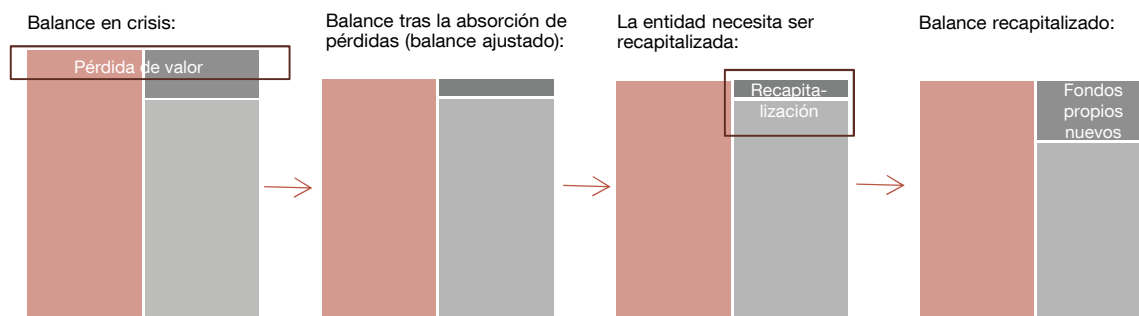 Balance en crisis:
Pérdida de valor
Balance tras la absorción de
pérdidas (balance ajustado):
La entidad necesita ser
recapitalizada:
Recapita-
lización
Balance recapitalizado:
Fondos
propios
nuevos